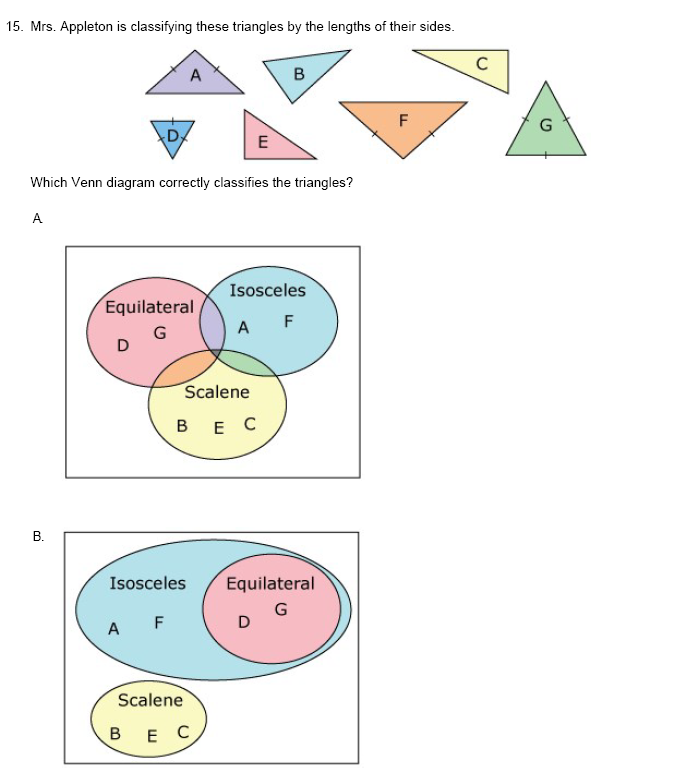 15. Mrs. Appleton is classifying these triangles by the lengths of their sides.
A
B
C
D
E
F
G
Which Venn diagram correctly classifies the triangles?
A.
Equilateral
Isosceles
D G
A F
Scalene
B E C
B.
Isosceles
Equilateral
A F
D G
Scalene
B E C